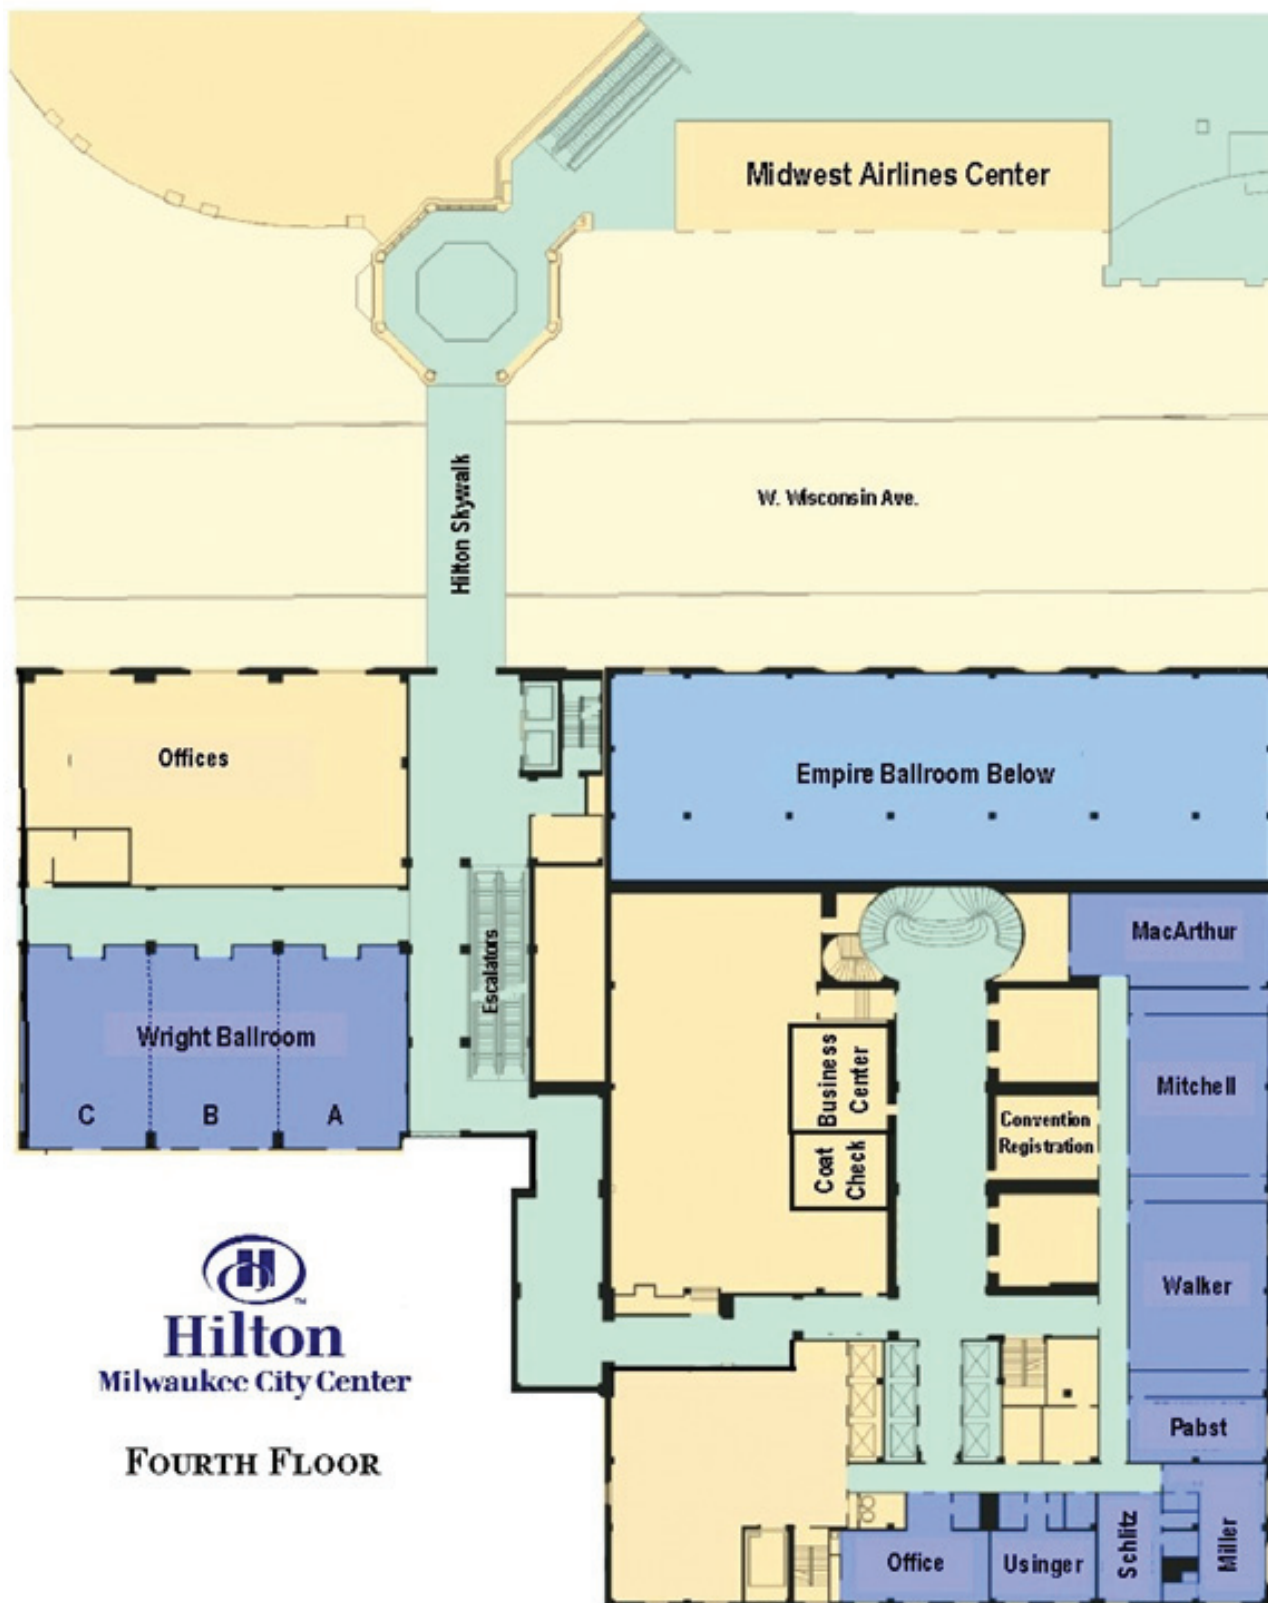 Midwest Airlines Center
Hilton Skywalk
W. Wisconsin Ave.
Offices
Empire Ballroom Below
Escalators
MacArthur
Wright Ballroom
C
B
A
Business
Center
Coat
Check
Convention
Registration
Mitchell
Walker
Pabst
H
TM
Hilton
Milwaukee City Center
FOURTH FLOOR
Office
Usinger
Schlitz
Miller